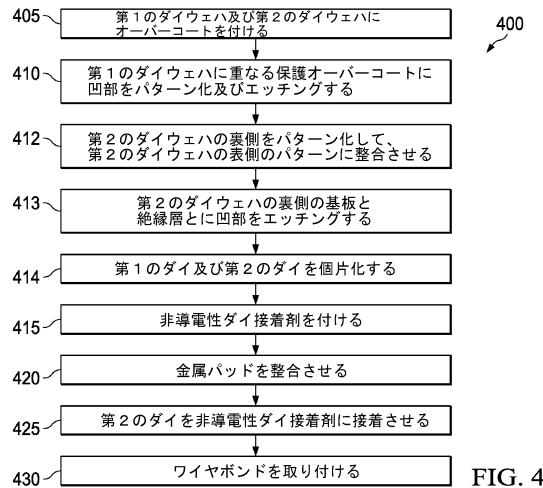 400
405
第1のダイウェハ及び第2のダイウェハに
オーバーコートを付ける
410
第1のダイウェハに重なる保護オーバーコートに
凹部をパターン化及びエッチングする
412
第2のダイウェハの裏側をパターン化して、
第2のダイウェハの表側のパターンに整合させる
413
第2のダイウェハの裏側の基板と
絶縁層とに凹部をエッチングする
414
第1のダイ及び第2のダイを個片化する
415
非導電性ダイ接着剤を付ける
420
金属パッドを整合させる
425
第2のダイを非導電性ダイ接着剤に接着させる
430
ワイヤボンドを取り付ける
FIG. 4